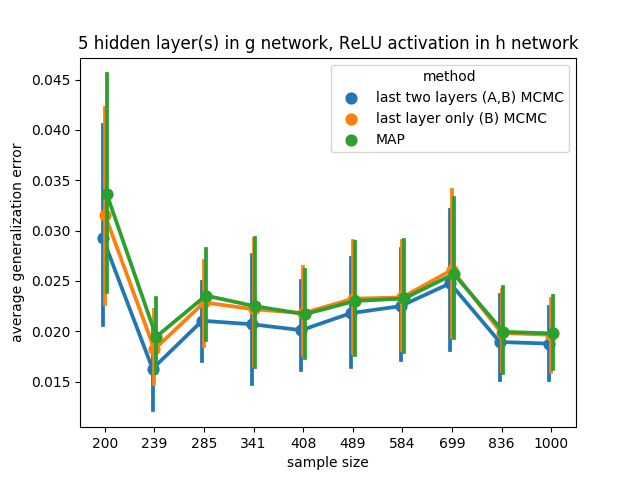 5 hidden layer(s) in g network, ReLU activation in h network
method
last two layers (A,B) MCMC
last layer only (B) MCMC
MAP
average generalization error
0.045
0.040
0.035
0.030
0.025
0.020
0.015
200 239 285 341 408 489 584 699 836 1000
sample size